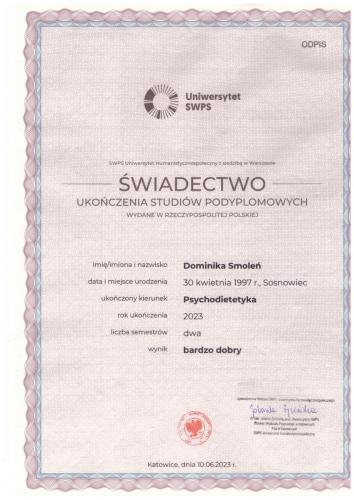 ODPIS
Uniwersytet
SWPS
SWPS Uniwersytet Humanistycznospołeczny z siedzibą w Warszawie
ŚWIADECTWO
UKOŃCZENIA STUDIÓW PODYPLOMOWYCH
WYDANE W RZECZYPOSPOLITEJ POLSKIEJ
imię/imiona i nazwisko Dominika Smoleń
data i miejsce urodzenia 30 kwietnia 1997 r., Sosnowiec
ukończony kierunek Psychodietetyka
rok ukończenia 2023
liczba semestrów dwa
wynik bardzo dobry
Katowice, dnia 10.06.2023 r.